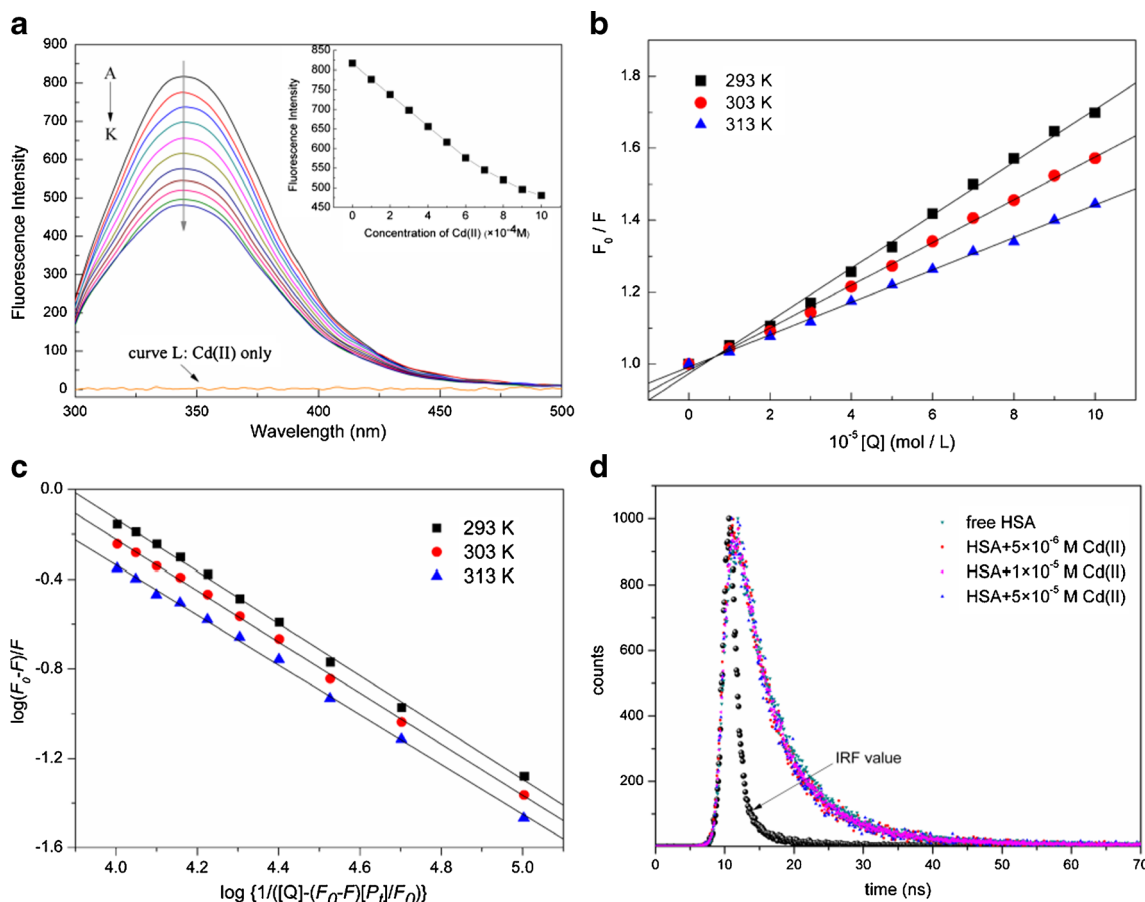 a
900
800
700
600
500
400
300
200
100
0
300
350
400
450
500
Fluorescence Intensity
Wavelength (nm)
A
K
curve L: Cd(II) only
850
800
750
700
650
600
550
500
450
0 2 4 6 8 10
Fluorescence Intensity
Concentration of Cd(II) (×10⁻⁴M)
b
1.8
1.6
1.4
1.2
1.0
0 2 4 6 8 10
F₀ / F
10⁻⁵ [Q] (mol / L)
293 K
303 K
313 K
c
0.0
-0.4
-0.8
-1.2
-1.6
4.0 4.2 4.4 4.6 4.8 5.0
log(F₀-F)/F
log {1/([Q]-(F₀-F)[Pₜ]/F₀)}
293 K
303 K
313 K
d
1000
800
600
400
200
0 10 20 30 40 50 60 70
counts
time (ns)
free HSA
HSA+5×10⁻⁶ M Cd(II)
HSA+1×10⁻⁵ M Cd(II)
HSA+5×10⁻⁵ M Cd(II)
IRF value